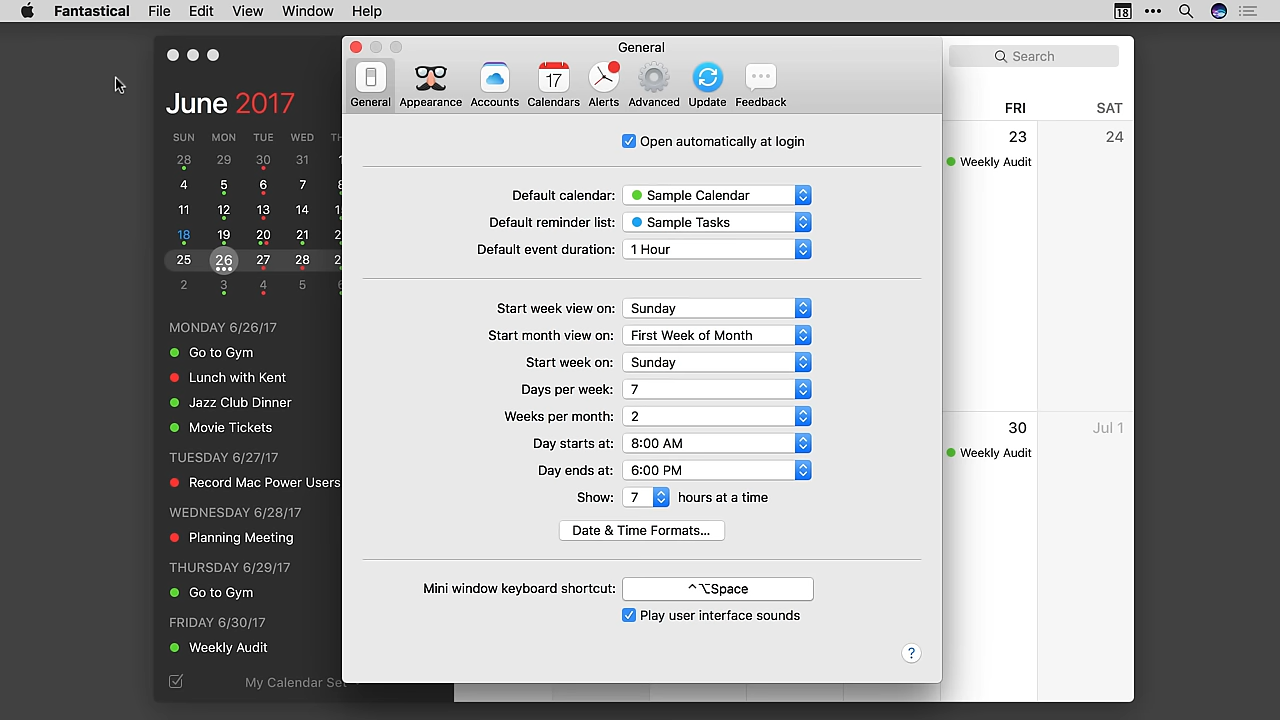 Fantastical File Edit View Window Help
18
General
Search
17
General Appearance Accounts Calendars Alerts Advanced Update Feedback
June 2017
SUN MON TUE WED TH
28 29 30 31 1
4 5 6 7 8
11 12 13 14
18 19 20 21 2
25 26 27 28 2
2 3 4 5 6
MONDAY 6/26/17
Go to Gym
Lunch with Kent
Jazz Club Dinner
Movie Tickets
TUESDAY 6/27/17
Record Mac Power Users
WEDNESDAY 6/28/17
Planning Meeting
THURSDAY 6/29/17
Go to Gym
FRIDAY 6/30/17
Weekly Audit
My Calendar Set
Open automatically at login
Default calendar: Sample Calendar
Default reminder list: Sample Tasks
Default event duration: 1 Hour
Start week view on: Sunday
Start month view on: First Week of Month
Start week on: Sunday
Days per week: 7
Weeks per month: 2
Day starts at: 8:00 AM
Day ends at: 6:00 PM
Show: 7 hours at a time
Date & Time Formats...
Mini window keyboard shortcut: ^⌥Space
Play user interface sounds
?
FRI SAT
23 24
Weekly Audit
30 Jul 1
Weekly Audit